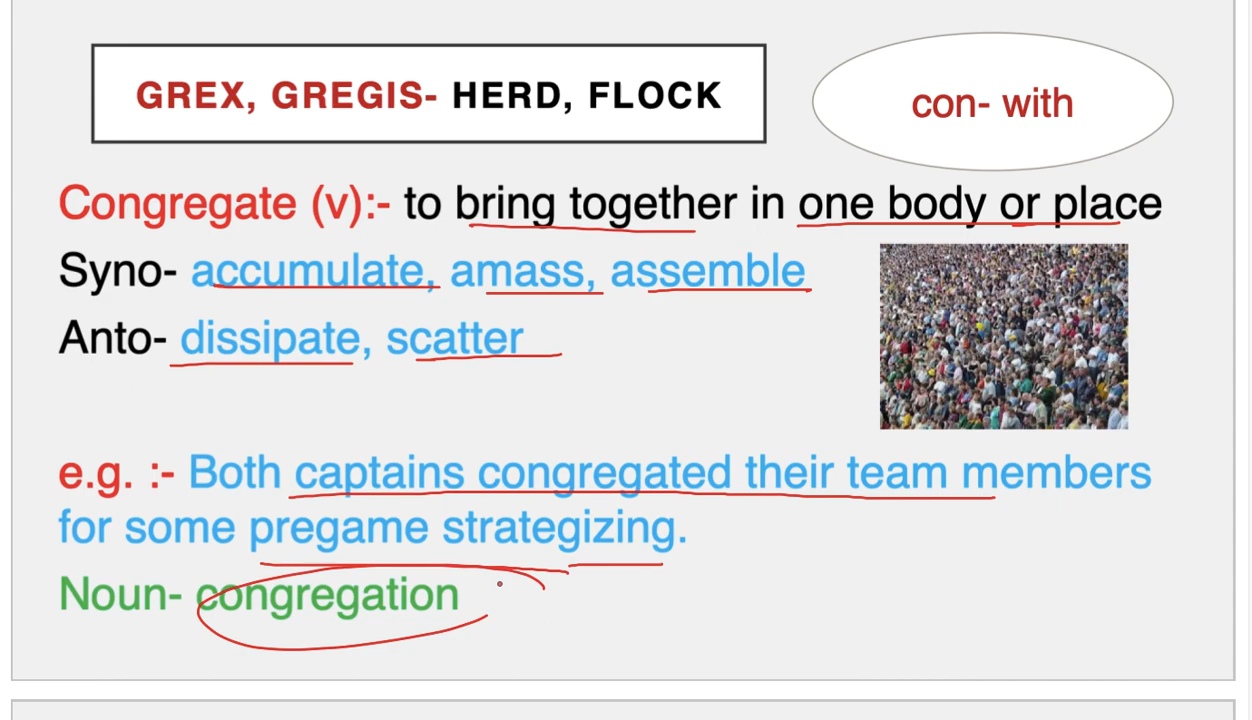 GREX, GREGIS- HERD, FLOCK
con- with
Congregate (v):- to bring together in one body or place
Syno- accumulate, amass, assemble
Anto- dissipate, scatter
e.g. :- Both captains congregated their team members
for some pregame strategizing.
Noun- congregation